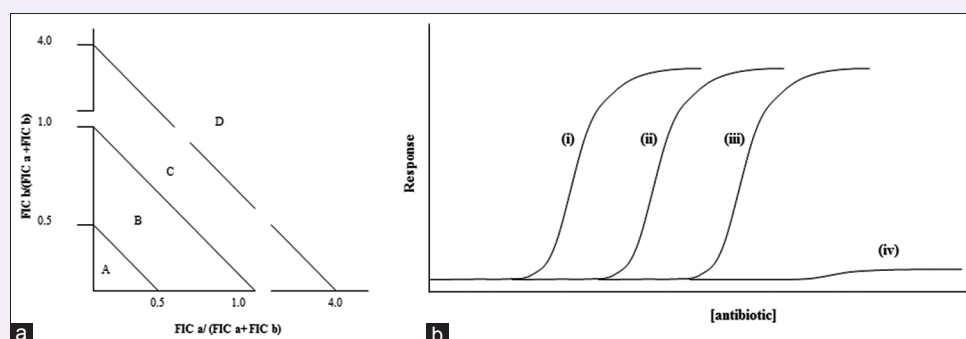 4.0
D
1.0
C
0.5
B
A
0.5
1.0
4.0
FIC b/(FIC a +FIC b)
FIC a/ (FIC a+ FIC b)
a
(i)
(ii)
(iii)
(iv)
Response
[antibiotic]
b